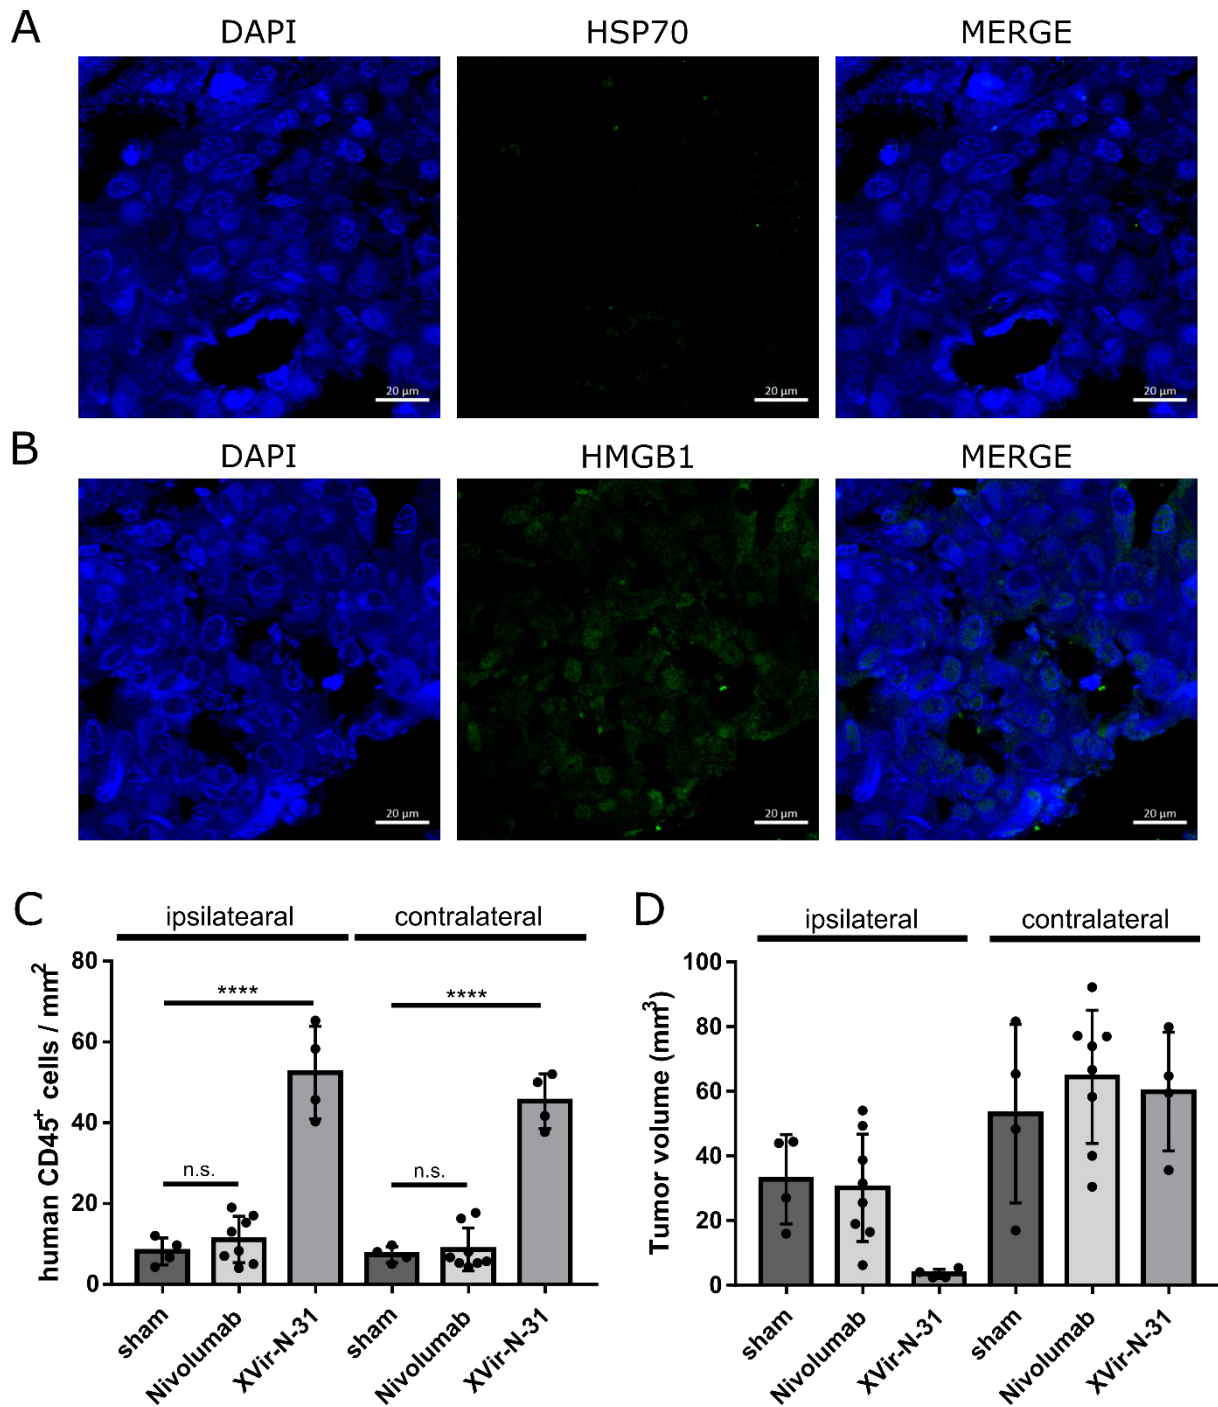 A
DAPI HSP70 MERGE
20 µm 20 µm 20 µm
B
DAPI HMGB1 MERGE
20 µm 20 µm 20 µm
C
ipsilatearal contralateral
human CD45+ cells / mm2
80
60
40
20
0
**** ****
n.s. n.s.
sham Nivolumab XVir-N-31 sham Nivolumab XVir-N-31
D
ipsilateral contralateral
Tumor volume (mm3)
100
80
60
40
20
0
sham Nivolumab XVir-N-31 sham Nivolumab XVir-N-31